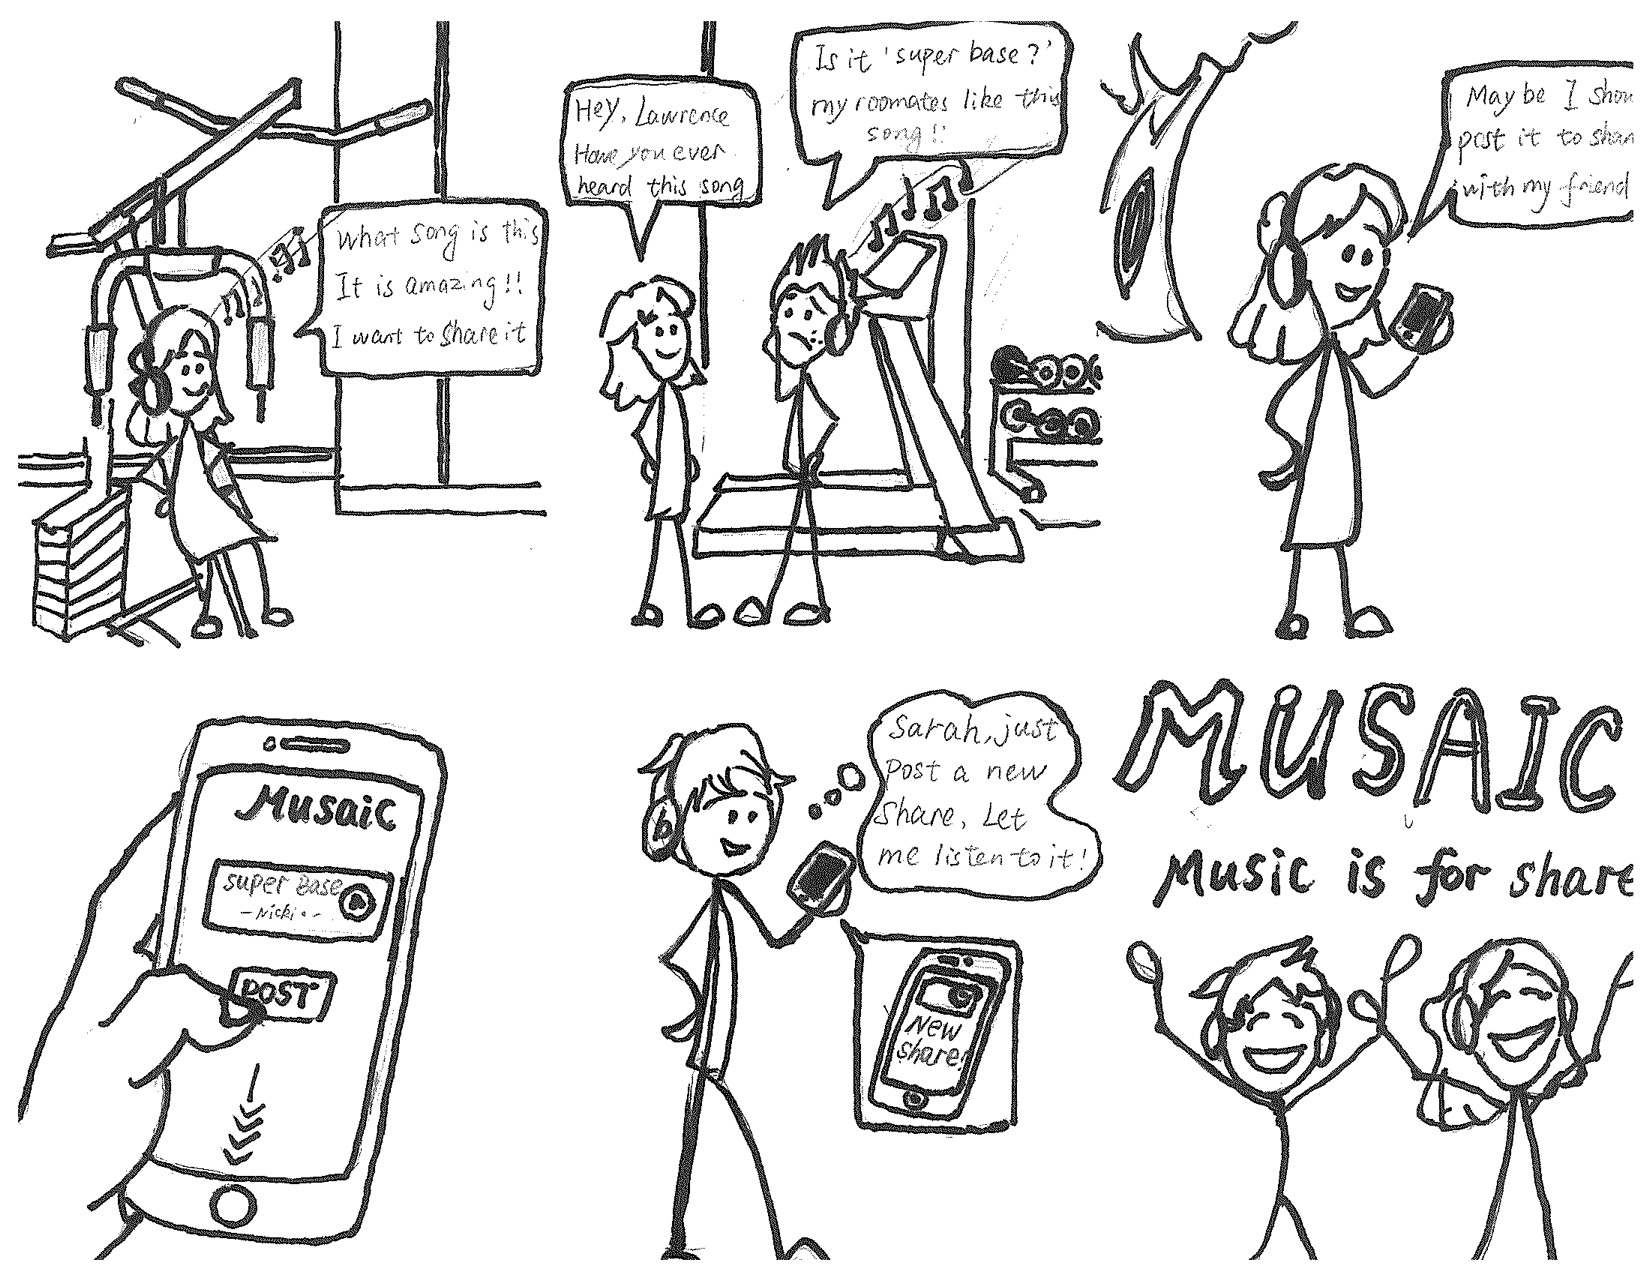 What song is this
It is amazing!!
I want to share it
Hey, Lawrence
Have you ever
heard this song
Is it 'super base?'
my roomates like this
song!!
May be I shou
post it to shar
with my friend
Musaic
super Base
- Nicki
POST
Sarah, just
Post a new
share, Let
me listen to it!
b
New
share!
MUSAIC
Music is for share